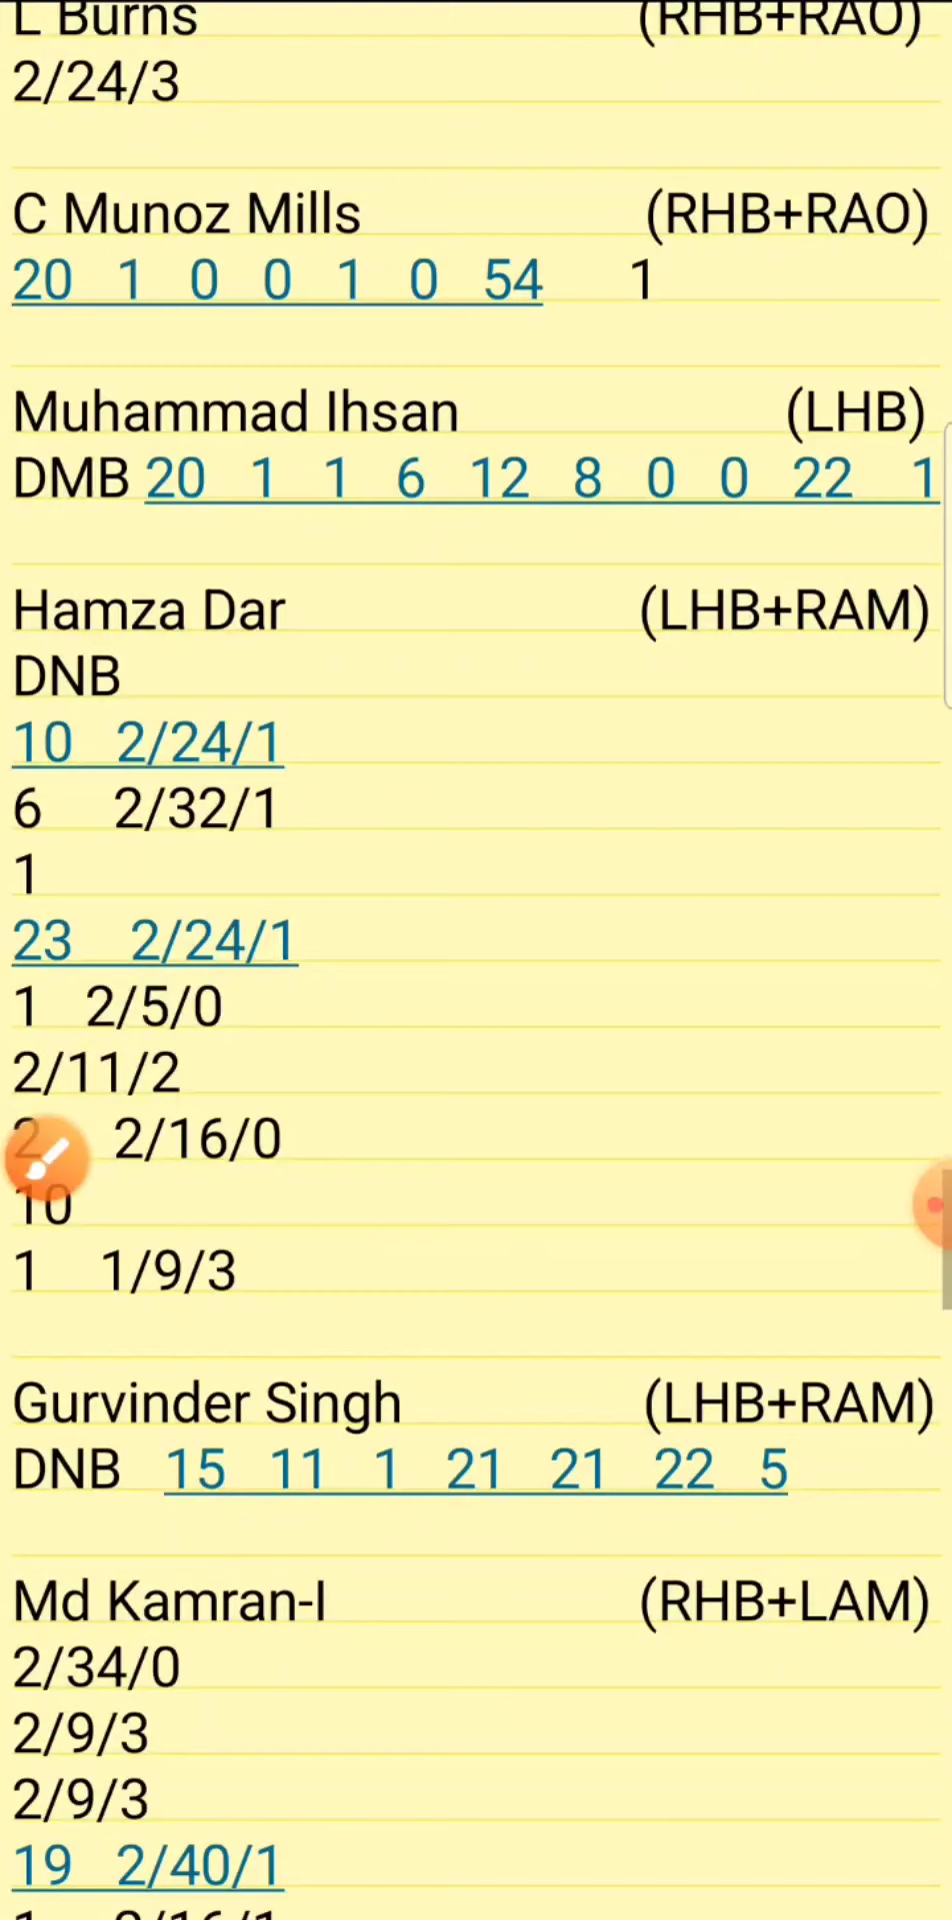 L Burns (RHB+RAO)
2/24/3
C Munoz Mills (RHB+RAO)
20 1 0 0 1 0 54 1
Muhammad Ihsan (LHB)
DMB 20 1 1 6 12 8 0 0 22 1
Hamza Dar (LHB+RAM)
DNB
10 2/24/1
6 2/32/1
1
23 2/24/1
1 2/5/0
2/11/2
2 2/16/0
10
1 1/9/3
Gurvinder Singh (LHB+RAM)
DNB 15 11 1 21 21 22 5
Md Kamran-I (RHB+LAM)
2/34/0
2/9/3
2/9/3
19 2/40/1